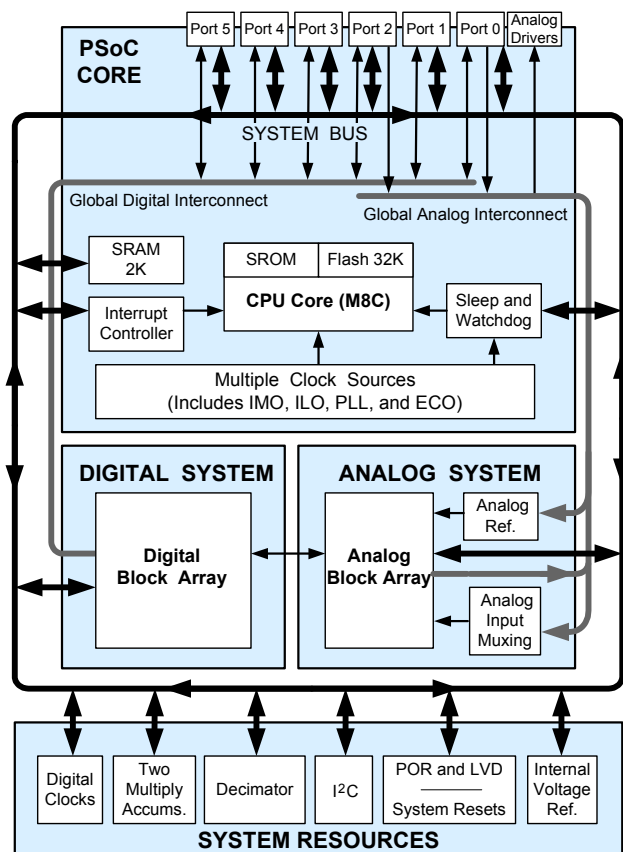 Port 5
Port 4
Port 3
Port 2
Port 1
Port 0
Analog
Drivers
PSoC
CORE
SYSTEM BUS
Global Digital Interconnect
Global Analog Interconnect
SRAM
2K
SROM
Flash 32K
CPU Core (M8C)
Interrupt
Controller
Sleep and
Watchdog
Multiple Clock Sources
(Includes IMO, ILO, PLL, and ECO)
DIGITAL SYSTEM
ANALOG SYSTEM
Digital
Block Array
Analog
Block Array
Analog
Ref.
Analog
Input
Muxing
Digital
Clocks
Two
Multiply
Accums.
Decimator
I²C
POR and LVD
System Resets
Internal
Voltage
Ref.
SYSTEM RESOURCES